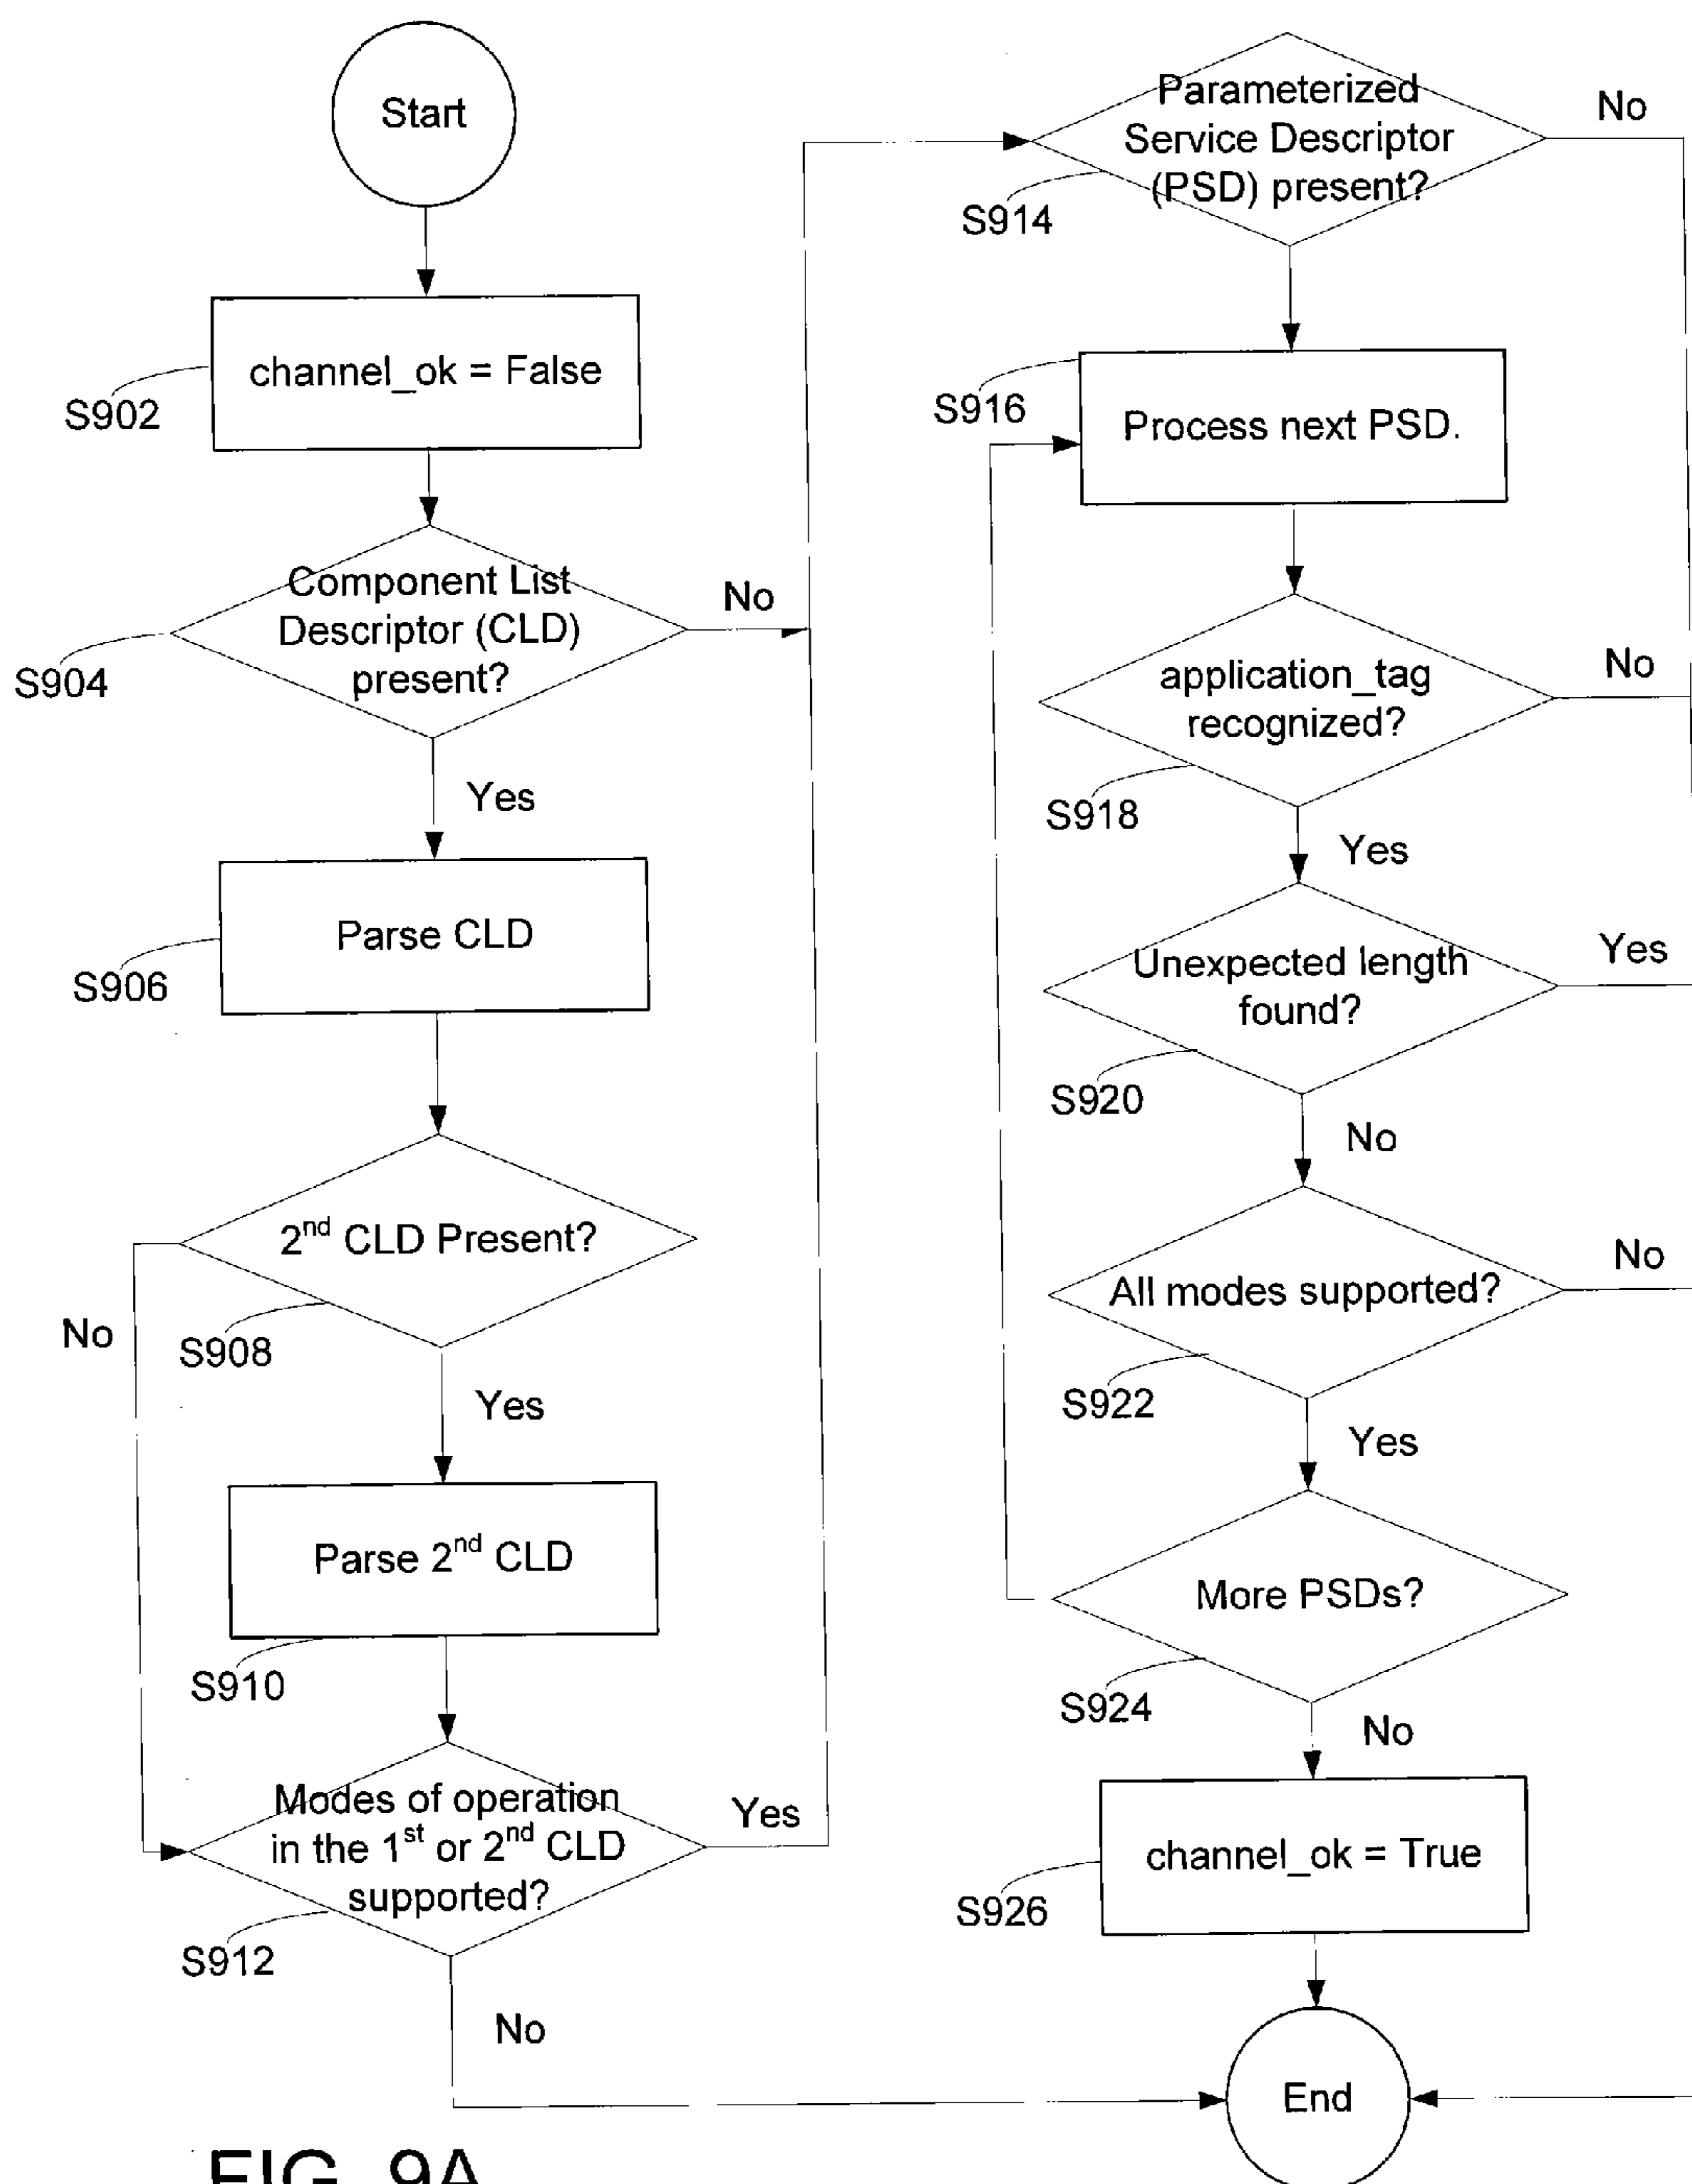 Start
channel_ok = False
S902
Component List
Descriptor (CLD)
present?
No
S904
Yes
Parse CLD
S906
2nd CLD Present?
No
S908
Yes
Parse 2nd CLD
S910
Modes of operation
in the 1st or 2nd CLD
supported?
Yes
S912
No
Parameterized
Service Descriptor
(PSD) present?
No
S914
Process next PSD.
S916
application_tag
recognized?
No
S918
Yes
Unexpected length
found?
Yes
S920
No
All modes supported?
No
S922
Yes
More PSDs?
S924
No
channel_ok = True
S926
End
FIG. 9A